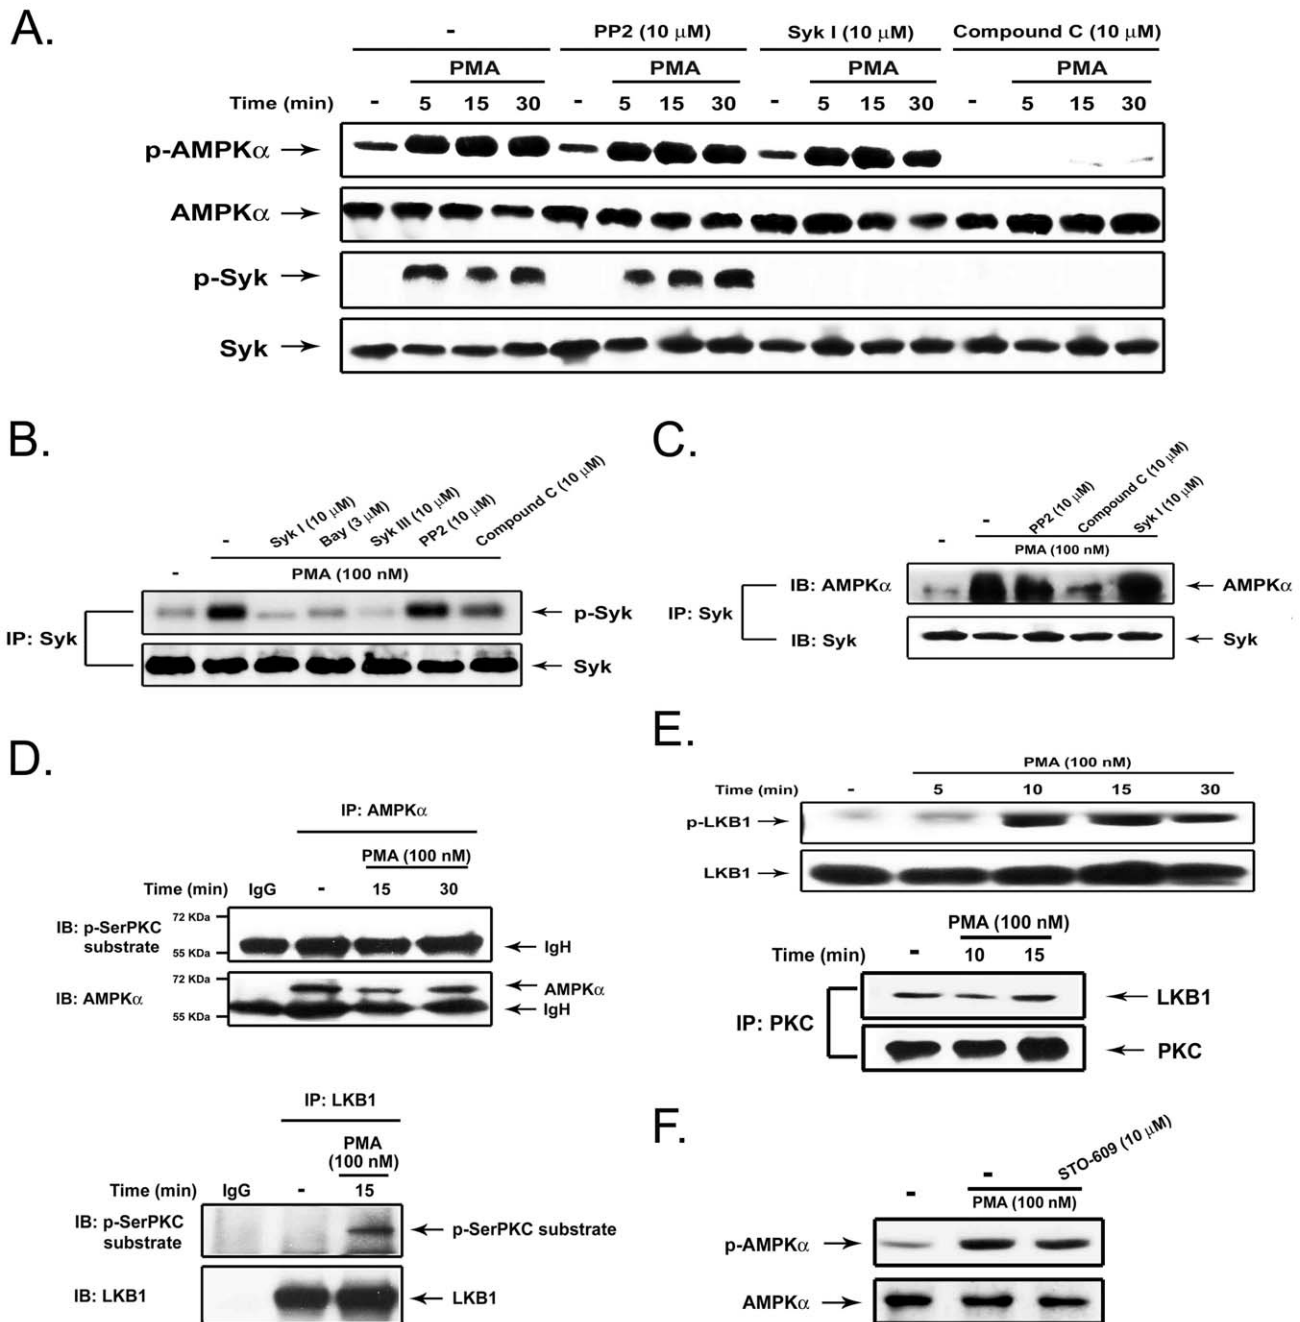 A.
- PP2 (10 μM) Syk I (10 μM) Compound C (10 μM)
PMA PMA PMA PMA
Time (min) - 5 15 30 - 5 15 30 - 5 15 30 - 5 15 30
p-AMPKα
AMPKα
p-Syk
Syk
B.
- Syk I (10 μM) Bay (3 μM) Syk III (10 μM) PP2 (10 μM) Compound C (10 μM)
- PMA (100 nM)
IP: Syk
p-Syk
Syk
C.
- - PP2 (10 μM) Compound C (10 μM) Syk I (10 μM)
PMA (100 nM)
IP: Syk
IB: AMPKα AMPKα
IB: Syk Syk
D.
IP: AMPKα
PMA (100 nM)
Time (min) IgG - 15 30
IB: p-SerPKC
substrate
72 KDa
55 KDa
IgH
IB: AMPKα
72 KDa
55 KDa
AMPKα
IgH
IP: LKB1
PMA
(100 nM)
Time (min) IgG - 15
IB: p-SerPKC
substrate
p-SerPKC substrate
IB: LKB1 LKB1
E.
PMA (100 nM)
Time (min) - 5 10 15 30
p-LKB1
LKB1
PMA (100 nM)
Time (min) - 10 15
IP: PKC
LKB1
PKC
F.
- - STO-609 (10 μM)
PMA (100 nM)
p-AMPKα
AMPKα